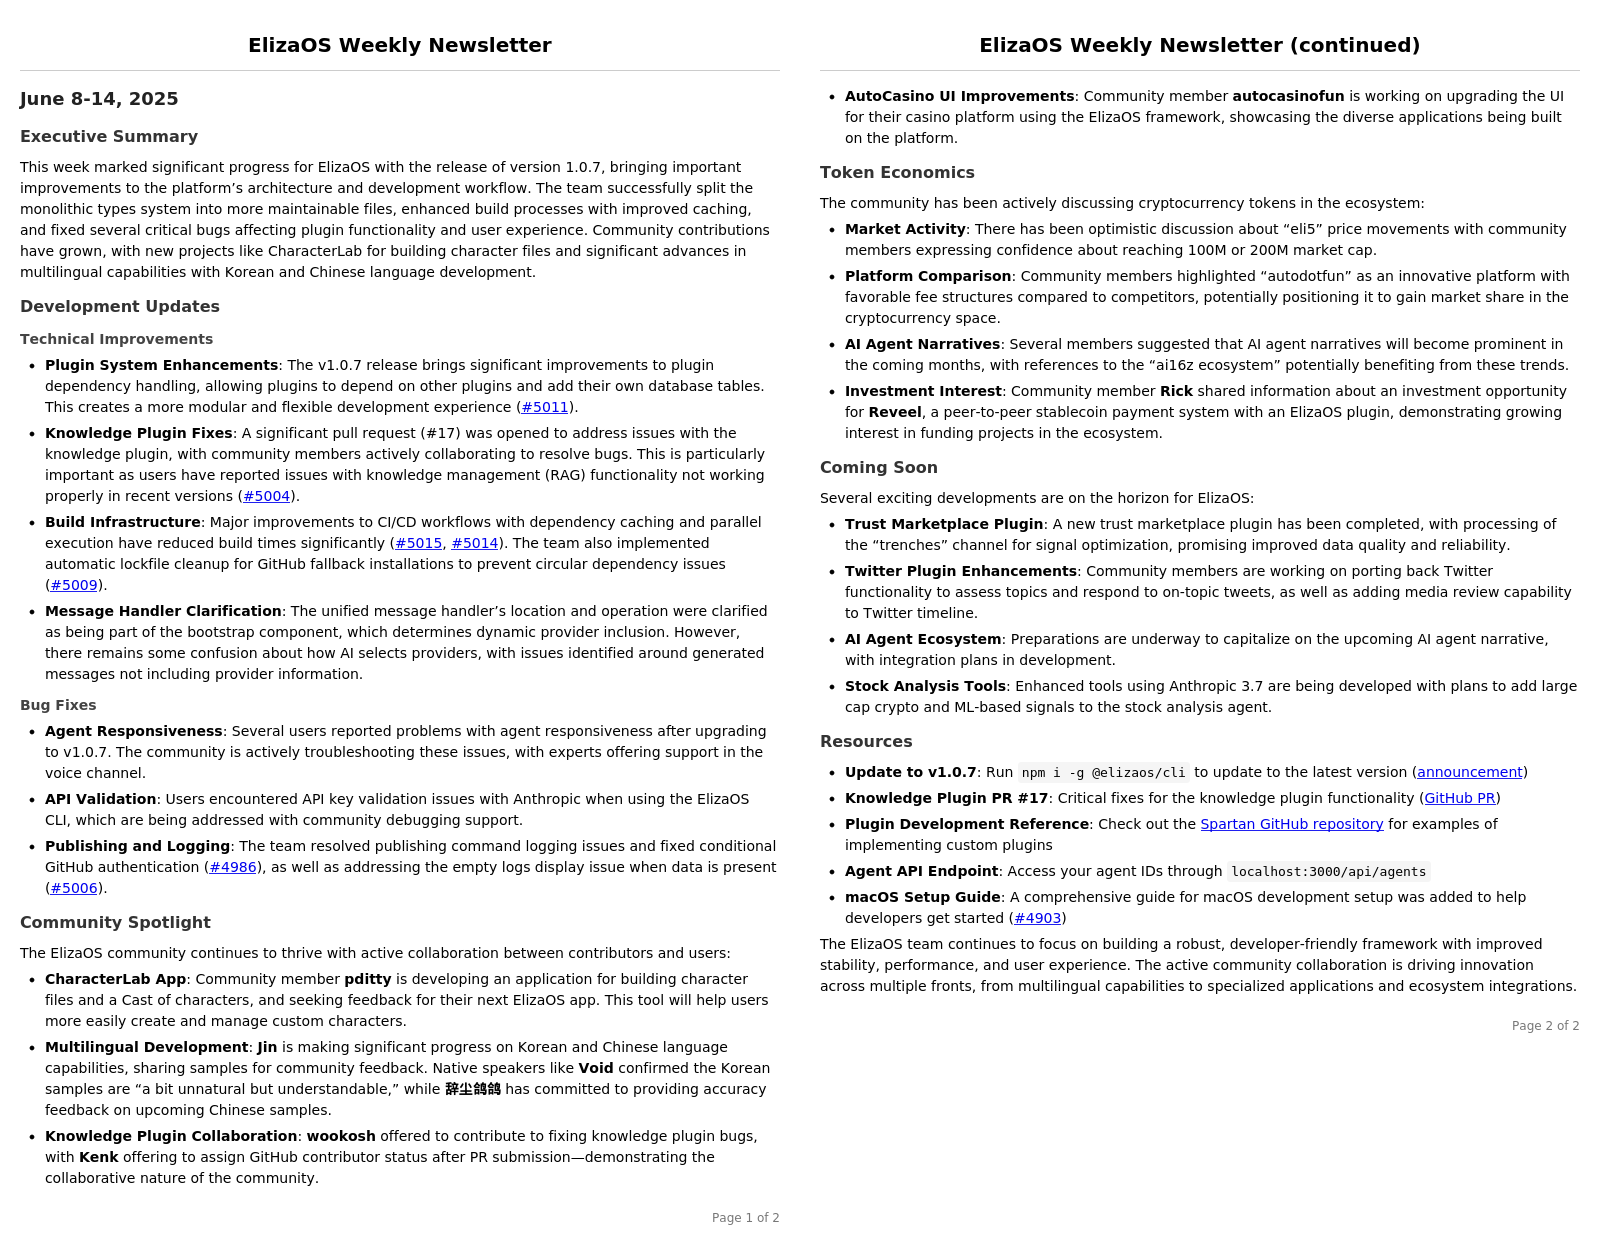 ElizaOS Weekly Newsletter
June 8-14, 2025
Executive Summary
This week marked significant progress for ElizaOS with the release of version 1.0.7, bringing important
improvements to the platform’s architecture and development workflow. The team successfully split the
monolithic types system into more maintainable files, enhanced build processes with improved caching,
and fixed several critical bugs affecting plugin functionality and user experience. Community contributions
have grown, with new projects like CharacterLab for building character files and significant advances in
multilingual capabilities with Korean and Chinese language development.
Development Updates
Technical Improvements
• Plugin System Enhancements: The v1.0.7 release brings significant improvements to plugin
dependency handling, allowing plugins to depend on other plugins and add their own database tables.
This creates a more modular and flexible development experience (#5011).
• Knowledge Plugin Fixes: A significant pull request (#17) was opened to address issues with the
knowledge plugin, with community members actively collaborating to resolve bugs. This is particularly
important as users have reported issues with knowledge management (RAG) functionality not working
properly in recent versions (#5004).
• Build Infrastructure: Major improvements to CI/CD workflows with dependency caching and parallel
execution have reduced build times significantly (#5015, #5014). The team also implemented
automatic lockfile cleanup for GitHub fallback installations to prevent circular dependency issues
(#5009).
• Message Handler Clarification: The unified message handler’s location and operation were clarified
as being part of the bootstrap component, which determines dynamic provider inclusion. However,
there remains some confusion about how AI selects providers, with issues identified around generated
messages not including provider information.
Bug Fixes
• Agent Responsiveness: Several users reported problems with agent responsiveness after upgrading
to v1.0.7. The community is actively troubleshooting these issues, with experts offering support in the
voice channel.
• API Validation: Users encountered API key validation issues with Anthropic when using the ElizaOS
CLI, which are being addressed with community debugging support.
• Publishing and Logging: The team resolved publishing command logging issues and fixed conditional
GitHub authentication (#4986), as well as addressing the empty logs display issue when data is present
(#5006).
Community Spotlight
The ElizaOS community continues to thrive with active collaboration between contributors and users:
• CharacterLab App: Community member pditty is developing an application for building character
files and a Cast of characters, and seeking feedback for their next ElizaOS app. This tool will help users
more easily create and manage custom characters.
• Multilingual Development: Jin is making significant progress on Korean and Chinese language
capabilities, sharing samples for community feedback. Native speakers like Void confirmed the Korean
samples are “a bit unnatural but understandable,” while 辞尘鸽鸽 has committed to providing accuracy
feedback on upcoming Chinese samples.
• Knowledge Plugin Collaboration: wookosh offered to contribute to fixing knowledge plugin bugs,
with Kenk offering to assign GitHub contributor status after PR submission—demonstrating the
collaborative nature of the community.
Page 1 of 2
ElizaOS Weekly Newsletter (continued)
• AutoCasino UI Improvements: Community member autocasinofun is working on upgrading the UI
for their casino platform using the ElizaOS framework, showcasing the diverse applications being built
on the platform.
Token Economics
The community has been actively discussing cryptocurrency tokens in the ecosystem:
• Market Activity: There has been optimistic discussion about “eli5” price movements with community
members expressing confidence about reaching 100M or 200M market cap.
• Platform Comparison: Community members highlighted “autodotfun” as an innovative platform with
favorable fee structures compared to competitors, potentially positioning it to gain market share in the
cryptocurrency space.
• AI Agent Narratives: Several members suggested that AI agent narratives will become prominent in
the coming months, with references to the “ai16z ecosystem” potentially benefiting from these trends.
• Investment Interest: Community member Rick shared information about an investment opportunity
for Reveel, a peer-to-peer stablecoin payment system with an ElizaOS plugin, demonstrating growing
interest in funding projects in the ecosystem.
Coming Soon
Several exciting developments are on the horizon for ElizaOS:
• Trust Marketplace Plugin: A new trust marketplace plugin has been completed, with processing of
the “trenches” channel for signal optimization, promising improved data quality and reliability.
• Twitter Plugin Enhancements: Community members are working on porting back Twitter
functionality to assess topics and respond to on-topic tweets, as well as adding media review capability
to Twitter timeline.
• AI Agent Ecosystem: Preparations are underway to capitalize on the upcoming AI agent narrative,
with integration plans in development.
• Stock Analysis Tools: Enhanced tools using Anthropic 3.7 are being developed with plans to add large
cap crypto and ML-based signals to the stock analysis agent.
Resources
• Update to v1.0.7: Run npm i -g @elizaos/cli to update to the latest version (announcement)
• Knowledge Plugin PR #17: Critical fixes for the knowledge plugin functionality (GitHub PR)
• Plugin Development Reference: Check out the Spartan GitHub repository for examples of
implementing custom plugins
• Agent API Endpoint: Access your agent IDs through localhost:3000/api/agents
• macOS Setup Guide: A comprehensive guide for macOS development setup was added to help
developers get started (#4903)
The ElizaOS team continues to focus on building a robust, developer-friendly framework with improved
stability, performance, and user experience. The active community collaboration is driving innovation
across multiple fronts, from multilingual capabilities to specialized applications and ecosystem integrations.
Page 2 of 2